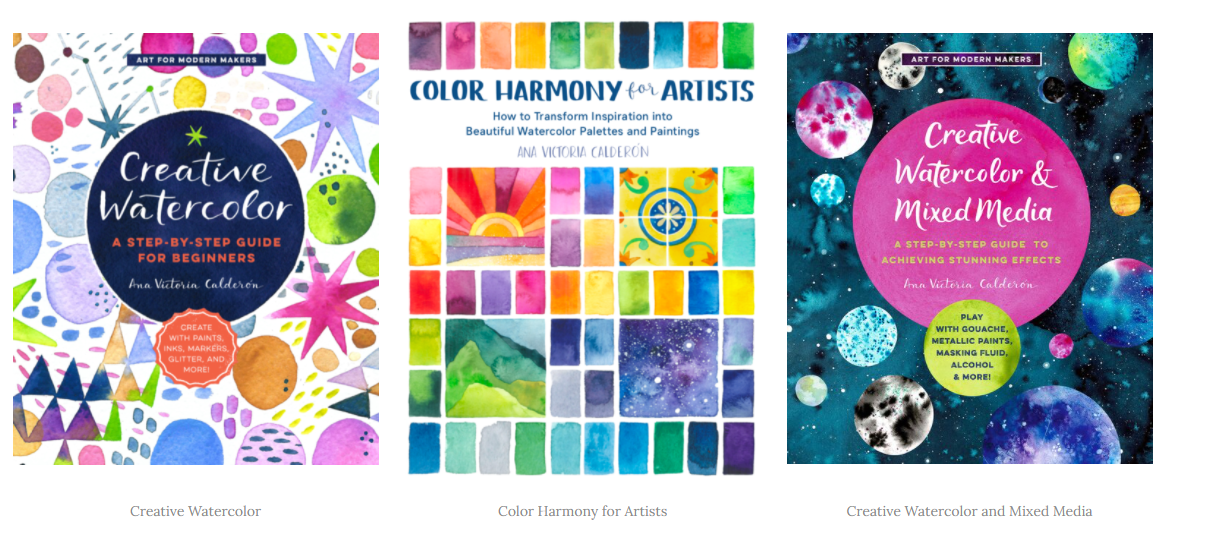 ART FOR MODERN MAKERS
Creative
Watercolor
A STEP-BY-STEP GUIDE
FOR BEGINNERS
Ana Victoria Calderón
CREATE
WITH PAINTS,
INKS, MARKERS,
GLITTER, AND
MORE!
Creative Watercolor
COLOR HARMONY for ARTISTS
How to Transform Inspiration into
Beautiful Watercolor Palettes and Paintings
ANA VICTORIA CALDERÓN
Color Harmony for Artists
ART FOR MODERN MAKERS
Creative
Watercolor &
Mixed Media
A STEP-BY-STEP GUIDE TO
ACHIEVING STUNNING EFFECTS
Ana Victoria Calderón
PLAY
WITH GOUACHE,
METALLIC PAINTS,
MASKING FLUID,
ALCOHOL
& MORE!
Creative Watercolor and Mixed Media